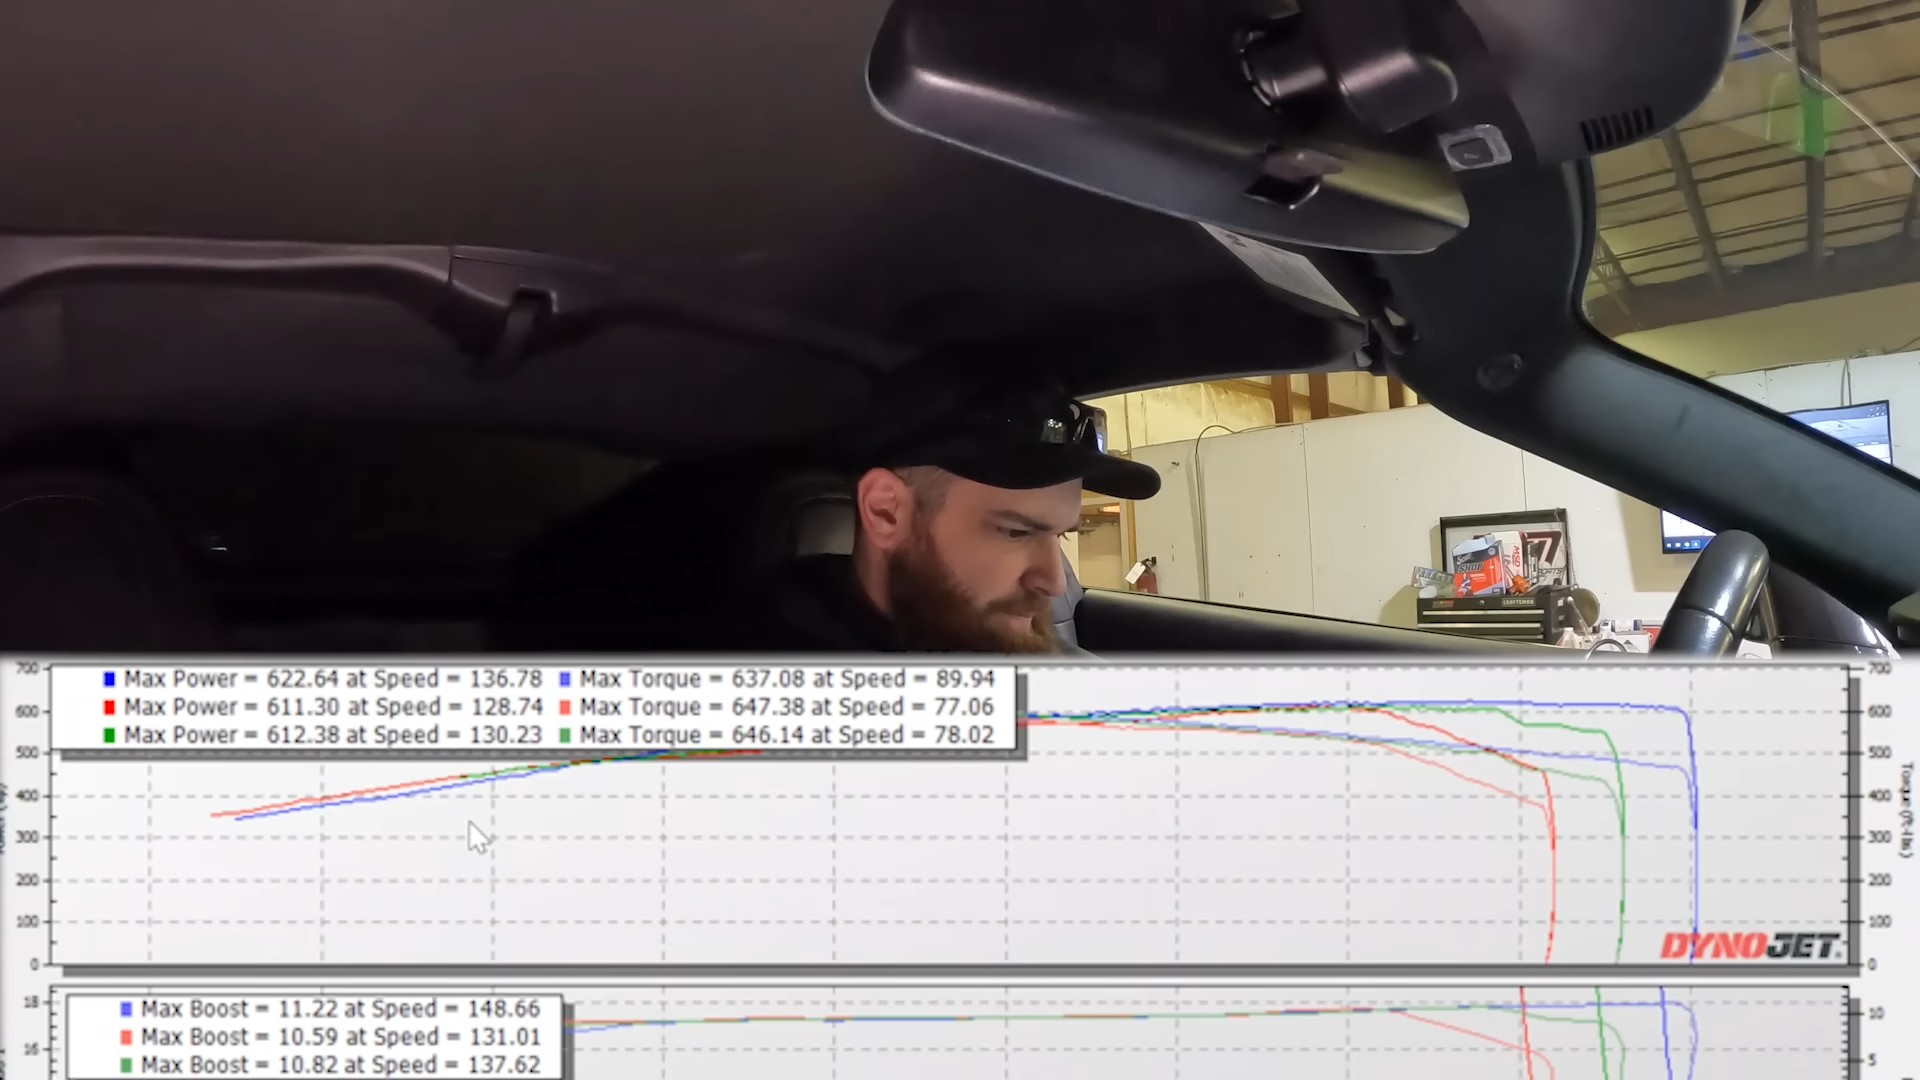 CRAFTSMAN
700
Max Power = 622.64 at Speed = 136.78 Max Torque = 637.08 at Speed = 89.94
700
600
Max Power = 611.30 at Speed = 128.74 Max Torque = 647.38 at Speed = 77.06
600
Max Power = 612.38 at Speed = 130.23 Max Torque = 646.14 at Speed = 78.02
500
500
400
400
300
300
200
200
100
100
0
0
Torque (ft-lbs)
DYNOJET.
18
Max Boost = 11.22 at Speed = 148.66
10
Max Boost = 10.59 at Speed = 131.01
16
Max Boost = 10.82 at Speed = 137.62
5